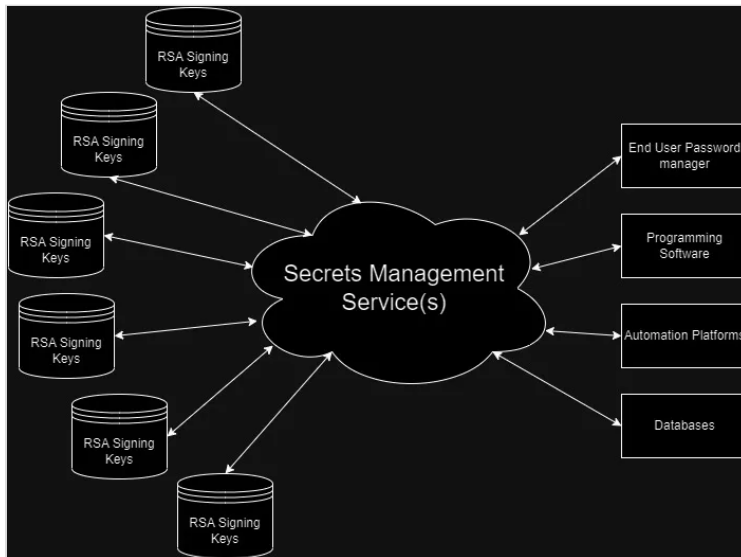 RSA Signing
Keys
RSA Signing
Keys
RSA Signing
Keys
RSA Signing
Keys
RSA Signing
Keys
RSA Signing
Keys
Secrets Management
Service(s)
End User Password
manager
Programming
Software
Automation Platforms
Databases